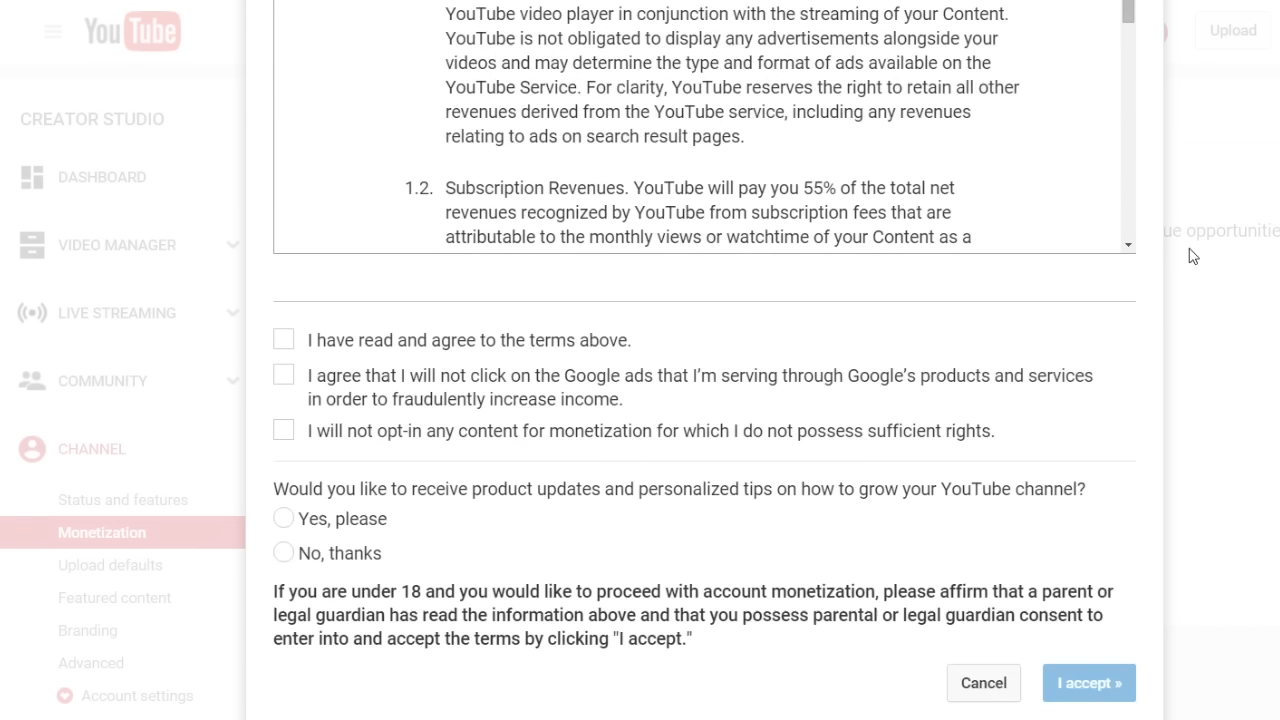 YouTube
Upload
CREATOR STUDIO
DASHBOARD
VIDEO MANAGER
LIVE STREAMING
COMMUNITY
CHANNEL
Status and features
Monetization
Upload defaults
Featured content
Branding
Advanced
Account settings
YouTube video player in conjunction with the streaming of your Content.
YouTube is not obligated to display any advertisements alongside your
videos and may determine the type and format of ads available on the
YouTube Service. For clarity, YouTube reserves the right to retain all other
revenues derived from the YouTube service, including any revenues
relating to ads on search result pages.
1.2. Subscription Revenues. YouTube will pay you 55% of the total net
revenues recognized by YouTube from subscription fees that are
attributable to the monthly views or watchtime of your Content as a
I have read and agree to the terms above.
I agree that I will not click on the Google ads that I'm serving through Google's products and services
in order to fraudulently increase income.
I will not opt-in any content for monetization for which I do not possess sufficient rights.
Would you like to receive product updates and personalized tips on how to grow your YouTube channel?
Yes, please
No, thanks
If you are under 18 and you would like to proceed with account monetization, please affirm that a parent or
legal guardian has read the information above and that you possess parental or legal guardian consent to
enter into and accept the terms by clicking "I accept."
Cancel
I accept »